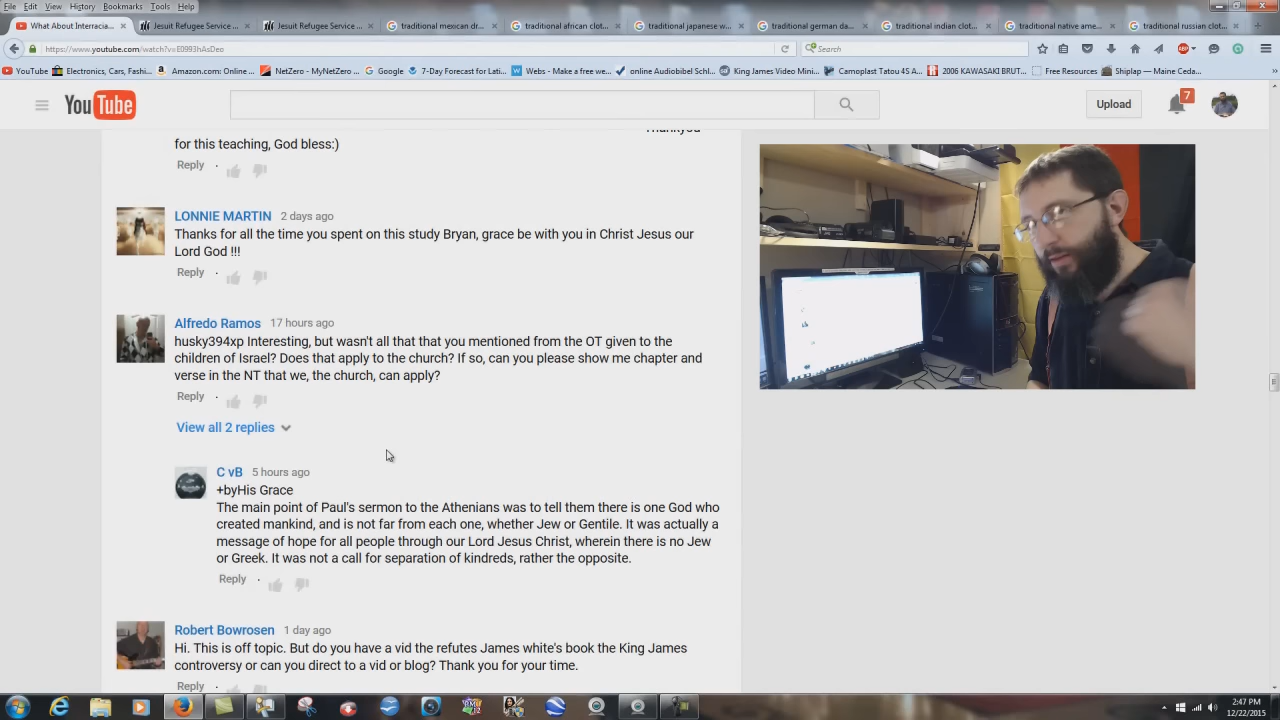 File Edit View History Bookmarks Tools Help
What About Interracia...
Jesuit Refugee Service ...
Jesuit Refugee Service ...
traditional mexcan dr...
traditional african clot...
traditional japanese w...
traditional german da...
traditional indian clot...
traditional native ame...
traditional russian clot...
https://www.youtube.com/watch?v=E0993hAsDeo
Search
YouTube
Electronics, Cars, Fashi...
Amazon.com: Online ...
NetZero - MyNetZero ...
Google
7-Day Forecast for Lati...
Webs - Make a free we...
online Audiobibel Schl...
King James Video Mini...
Camoplast Tatou 4S A...
2006 KAWASAKI BRUT...
Free Resources
Shiplap — Maine Ceda...
YouTube
Upload
7
Thankyou
for this teaching, God bless:)
Reply ·
LONNIE MARTIN 2 days ago
Thanks for all the time you spent on this study Bryan, grace be with you in Christ Jesus our
Lord God !!!
Reply ·
Alfredo Ramos 17 hours ago
husky394xp Interesting, but wasn't all that that you mentioned from the OT given to the
children of Israel? Does that apply to the church? If so, can you please show me chapter and
verse in the NT that we, the church, can apply?
Reply ·
View all 2 replies
C vB 5 hours ago
+byHis Grace
The main point of Paul's sermon to the Athenians was to tell them there is one God who
created mankind, and is not far from each one, whether Jew or Gentile. It was actually a
message of hope for all people through our Lord Jesus Christ, wherein there is no Jew
or Greek. It was not a call for separation of kindreds, rather the opposite.
Reply ·
Robert Bowrosen 1 day ago
Hi. This is off topic. But do you have a vid the refutes James white's book the King James
controversy or can you direct to a vid or blog? Thank you for your time.
Reply ·
2:47 PM
12/22/2015